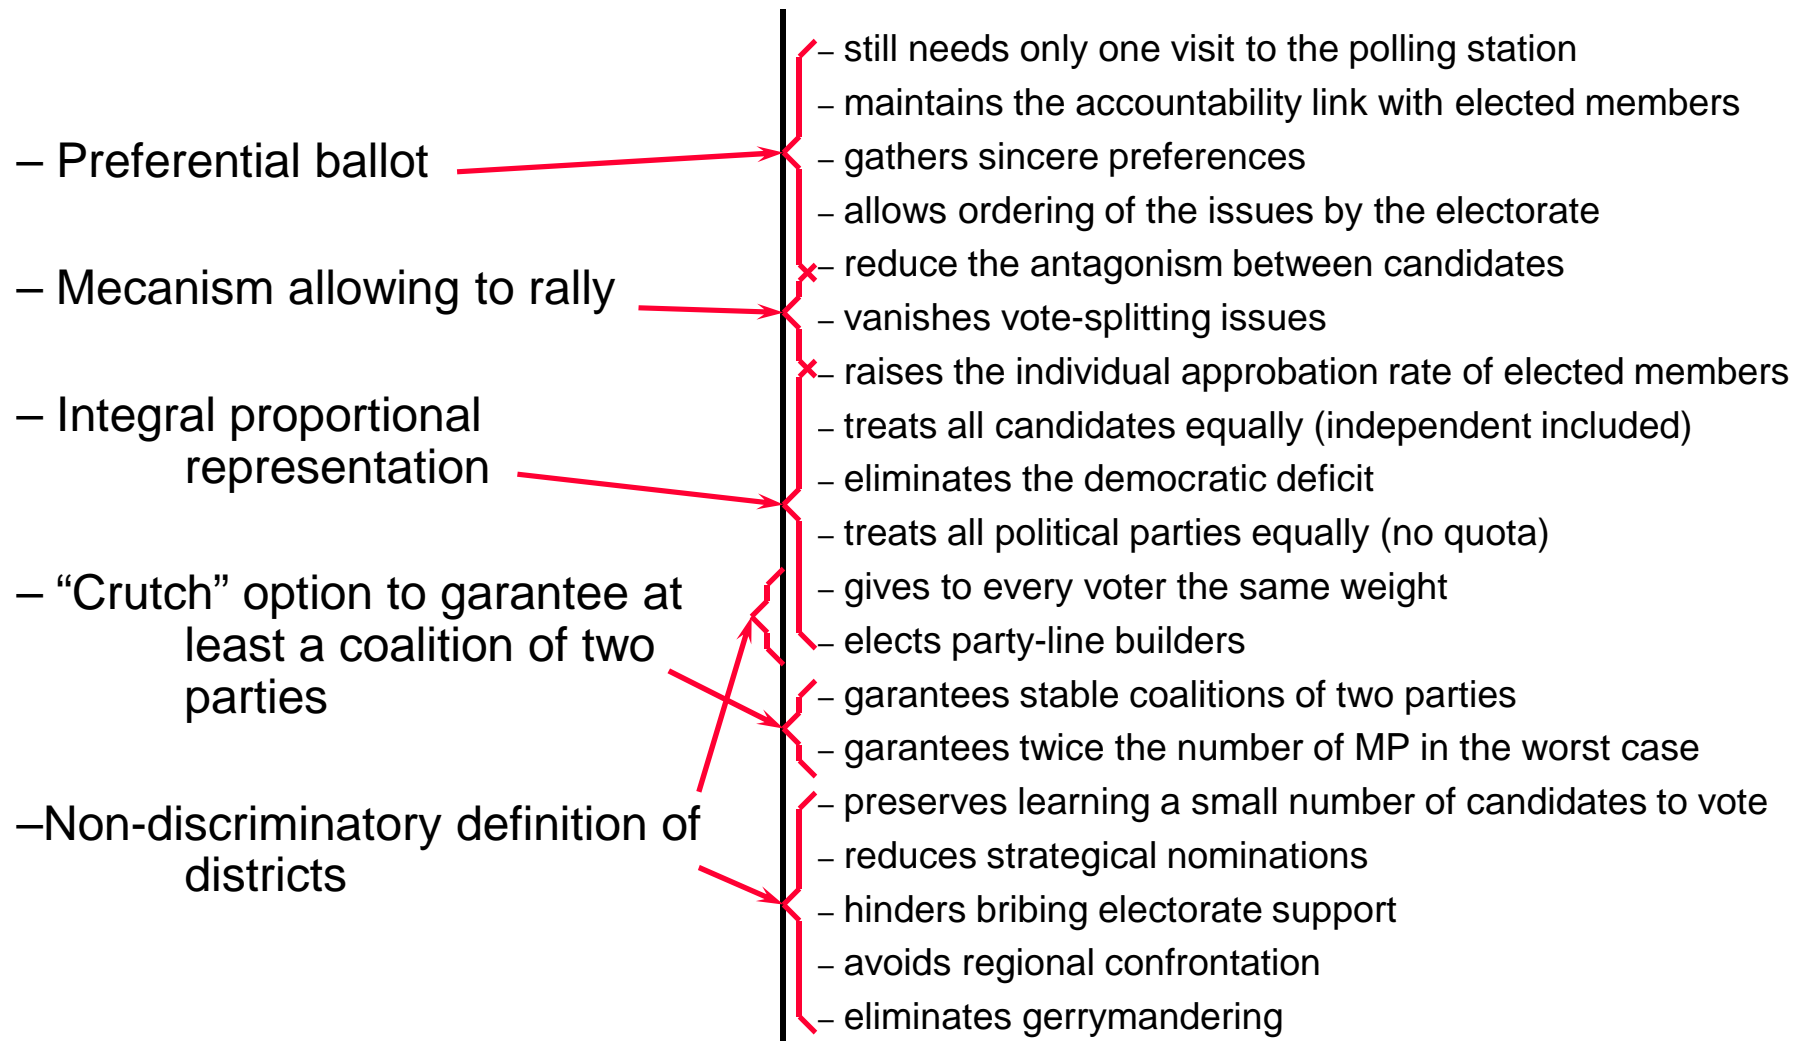 – Preferential ballot
– Mecanism allowing to rally
– Integral proportional
representation
– “Crutch” option to garantee at
least a coalition of two
parties
–Non-discriminatory definition of
districts
– still needs only one visit to the polling station
– maintains the accountability link with elected members
– gathers sincere preferences
– allows ordering of the issues by the electorate
– reduce the antagonism between candidates
– vanishes vote-splitting issues
– raises the individual approbation rate of elected members
– treats all candidates equally (independent included)
– eliminates the democratic deficit
– treats all political parties equally (no quota)
– gives to every voter the same weight
– elects party-line builders
– garantees stable coalitions of two parties
– garantees twice the number of MP in the worst case
– preserves learning a small number of candidates to vote
– reduces strategical nominations
– hinders bribing electorate support
– avoids regional confrontation
– eliminates gerrymandering